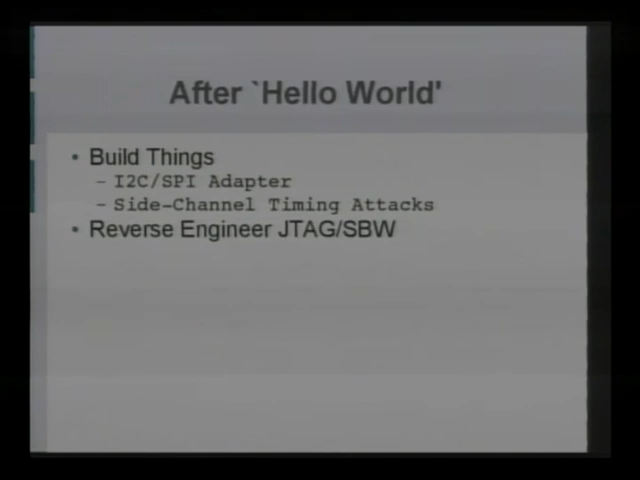 After `Hello World'
• Build Things
– I2C/SPI Adapter
– Side-Channel Timing Attacks
• Reverse Engineer JTAG/SBW